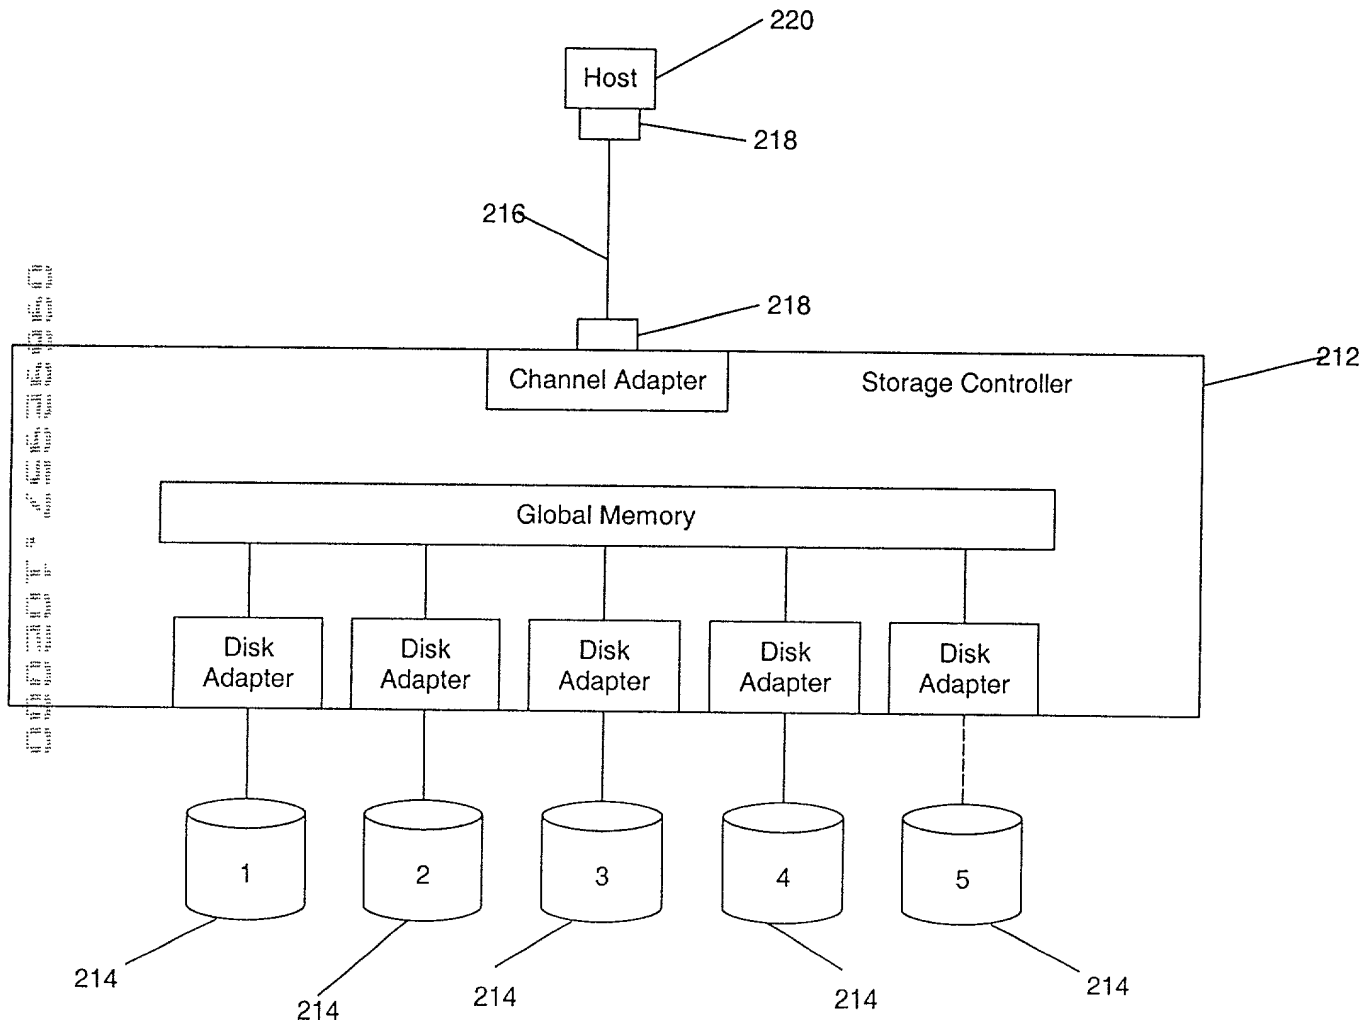 220
Host
218
216
218
212
Channel Adapter
Storage Controller
Global Memory
Disk
Adapter
Disk
Adapter
Disk
Adapter
Disk
Adapter
Disk
Adapter
1
2
3
4
5
214
214
214
214
214